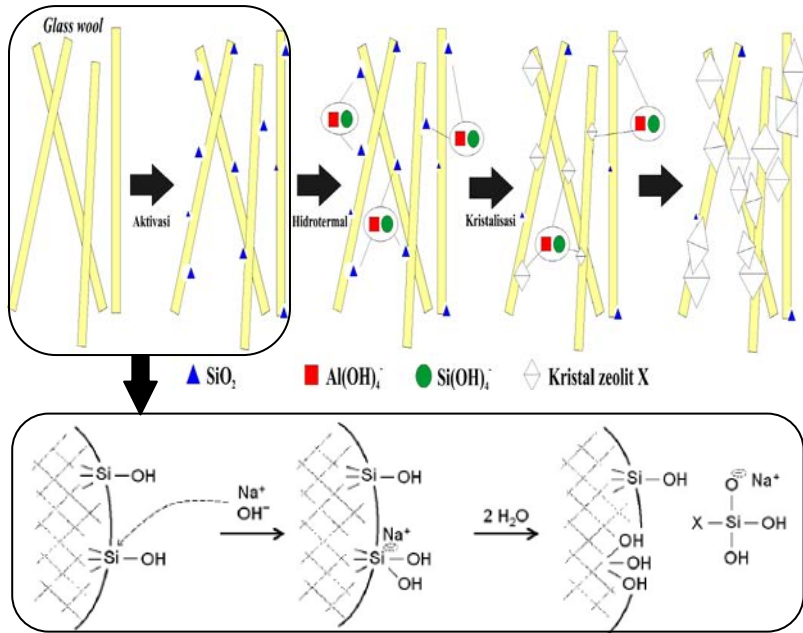 Glass wool
Aktivasi
Hidrotermal
Kristalisasi
SiO₂
Al(OH)₄⁻
Si(OH)₄⁻
Kristal zeolit X
Si—OH
Si—OH
Na⁺
OH⁻
Si—OH
Na⁺
Si—OH
OH
2 H₂O
Si—OH
OH
OH
OH
O⁻ Na⁺
X—Si—OH
OH